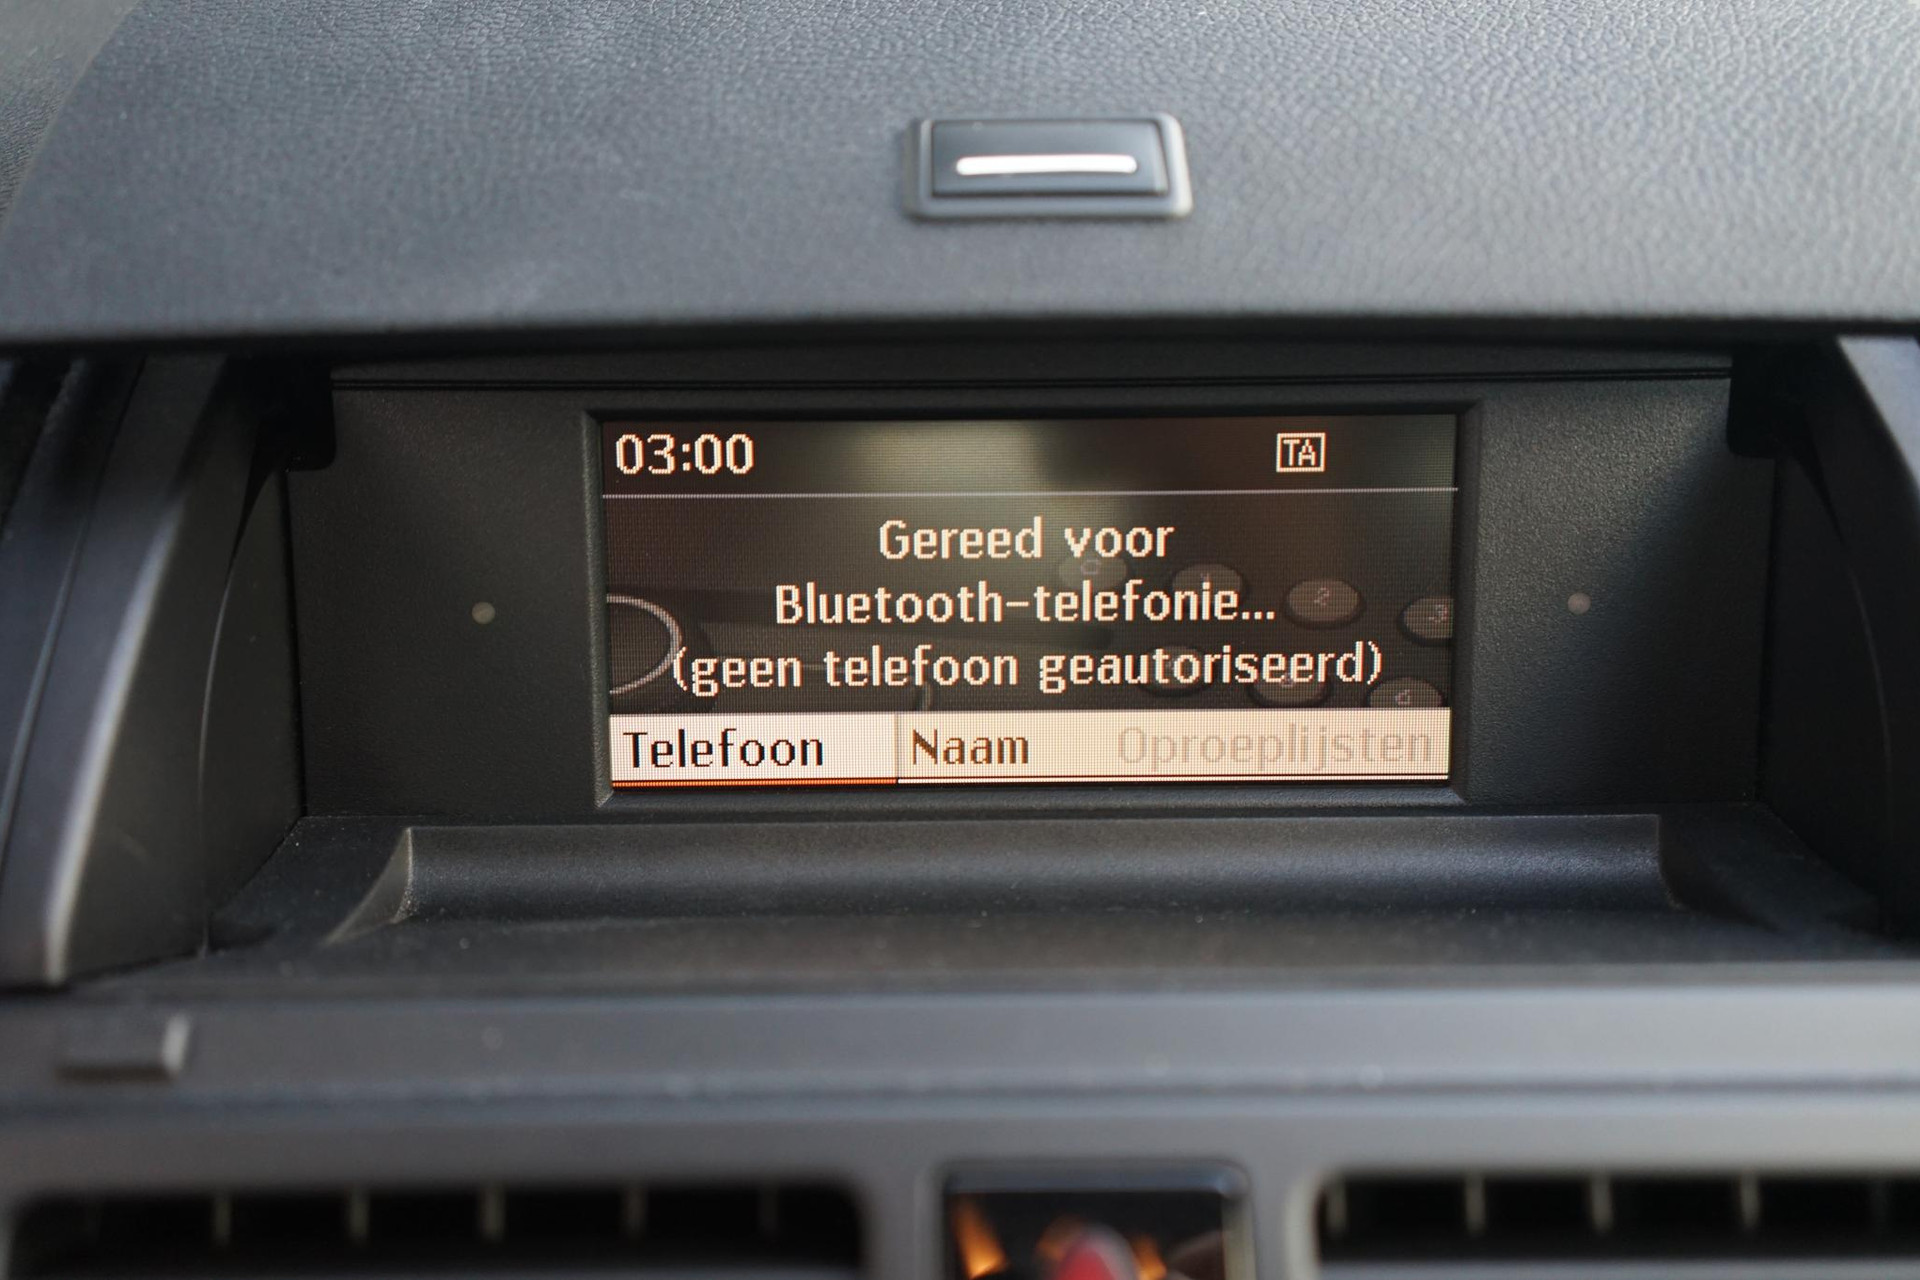 03:00 TA
Gereed voor
Bluetooth-telefonie...
(geen telefoon geautoriseerd)
Telefoon Naam Oproeplijsten